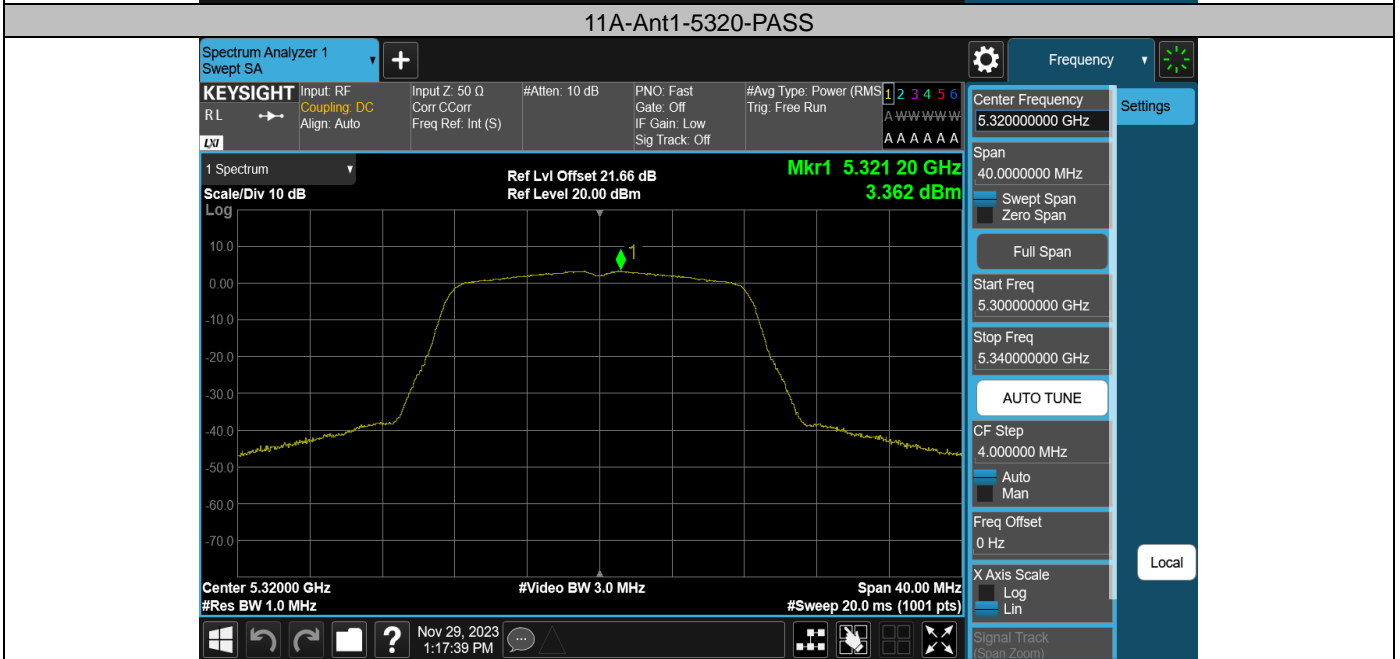 11A-Ant1-5320-PASS
Spectrum Analyzer 1
Swept SA
Frequency
KEYSIGHT
RL
LXI
Input: RF
Coupling: DC
Align: Auto
Input Z: 50 Ω
Corr CCorr
Freq Ref: Int (S)
#Atten: 10 dB
PNO: Fast
Gate: Off
IF Gain: Low
Sig Track: Off
#Avg Type: Power (RMS
Trig: Free Run
1 2 3 4 5 6
A W W W W W
A A A A A A
Center Frequency
5.320000000 GHz
Settings
Span
40.0000000 MHz
Swept Span
Zero Span
Full Span
Start Freq
5.300000000 GHz
Stop Freq
5.340000000 GHz
AUTO TUNE
CF Step
4.000000 MHz
Auto
Man
Freq Offset
0 Hz
X Axis Scale
Log
Lin
Signal Track
(Span Zoom)
Local
1 Spectrum
Scale/Div 10 dB
Ref Lvl Offset 21.66 dB
Ref Level 20.00 dBm
Mkr1 5.321 20 GHz
3.362 dBm
Log
1
10.0
0.00
-10.0
-20.0
-30.0
-40.0
-50.0
-60.0
-70.0
Center 5.32000 GHz
#Video BW 3.0 MHz
Span 40.00 MHz
#Res BW 1.0 MHz
#Sweep 20.0 ms (1001 pts)
?
Nov 29, 2023
1:17:39 PM